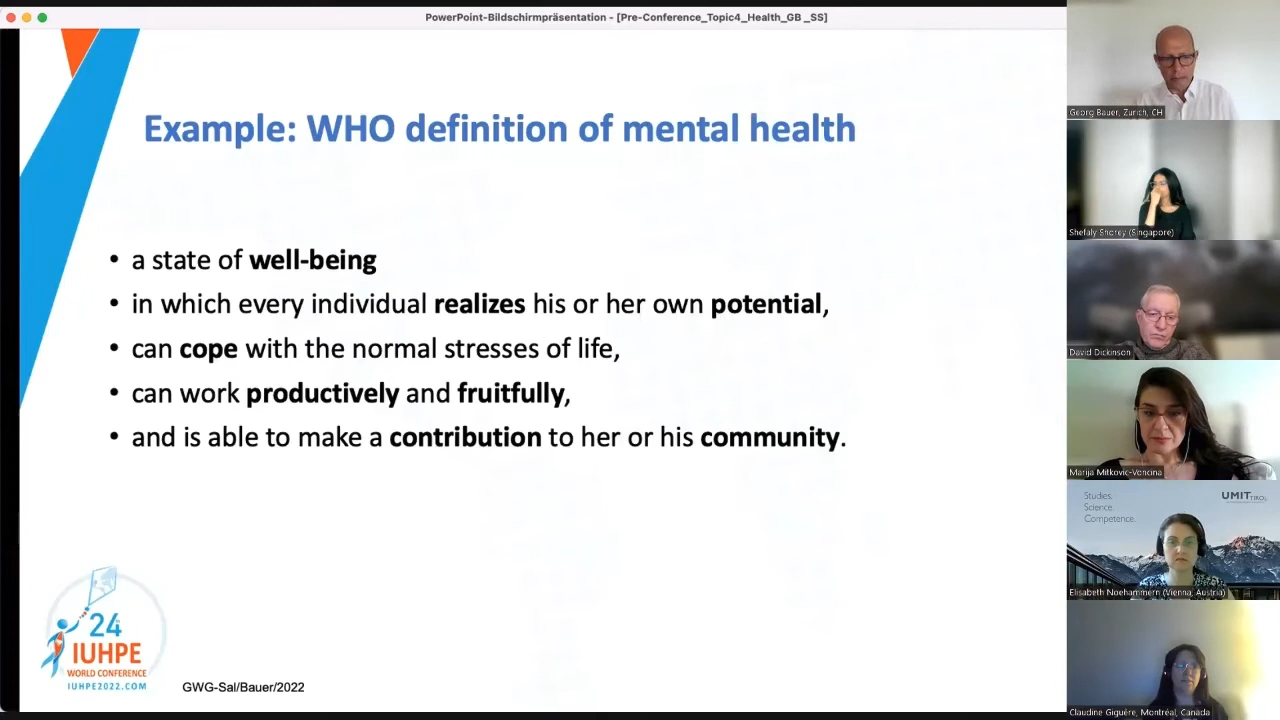 PowerPoint-Bildschirmpräsentation - [Pre-Conference_Topic4_Health_GB _SS]
Example: WHO definition of mental health
• a state of well-being
• in which every individual realizes his or her own potential,
• can cope with the normal stresses of life,
• can work productively and fruitfully,
• and is able to make a contribution to her or his community.
24
IUHPE
WORLD CONFERENCE
IUHPE2022.COM
GWG-Sal/Bauer/2022
Georg Bauer, Zurich, CH
Shefaly Shorey (Singapore)
David Dickinson
Marija Mitkovic-Voncina
Studies.
Science.
Competence.
UMIT TIROL
Elisabeth Noehammern (Vienna, Austria)
Claudine Giguère, Montréal, Canada